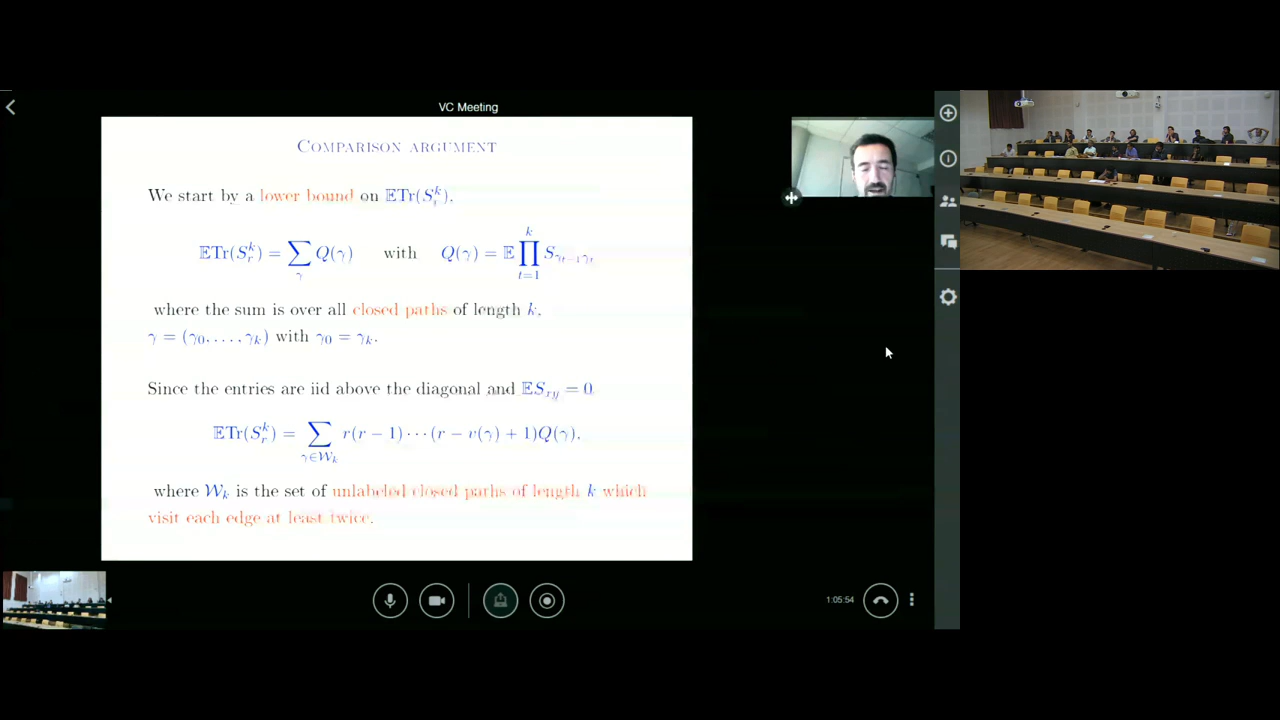 VC Meeting
COMPARISON ARGUMENT
We start by a lower bound on 𝔼Tr(S_r^k).
𝔼Tr(S_r^k) = ∑_γ Q(γ) with Q(γ) = 𝔼 ∏_{t=1}^k S_{γ_{t−1}γ_t}
where the sum is over all closed paths of length k,
γ = (γ_0, . . . , γ_k) with γ_0 = γ_k.
Since the entries are iid above the diagonal and 𝔼S_{xy} = 0
𝔼Tr(S_r^k) = ∑_{γ∈𝒲_k} r(r − 1) · · · (r − v(γ) + 1)Q(γ).
where 𝒲_k is the set of unlabeled closed paths of length k which
visit each edge at least twice.
1:05:54